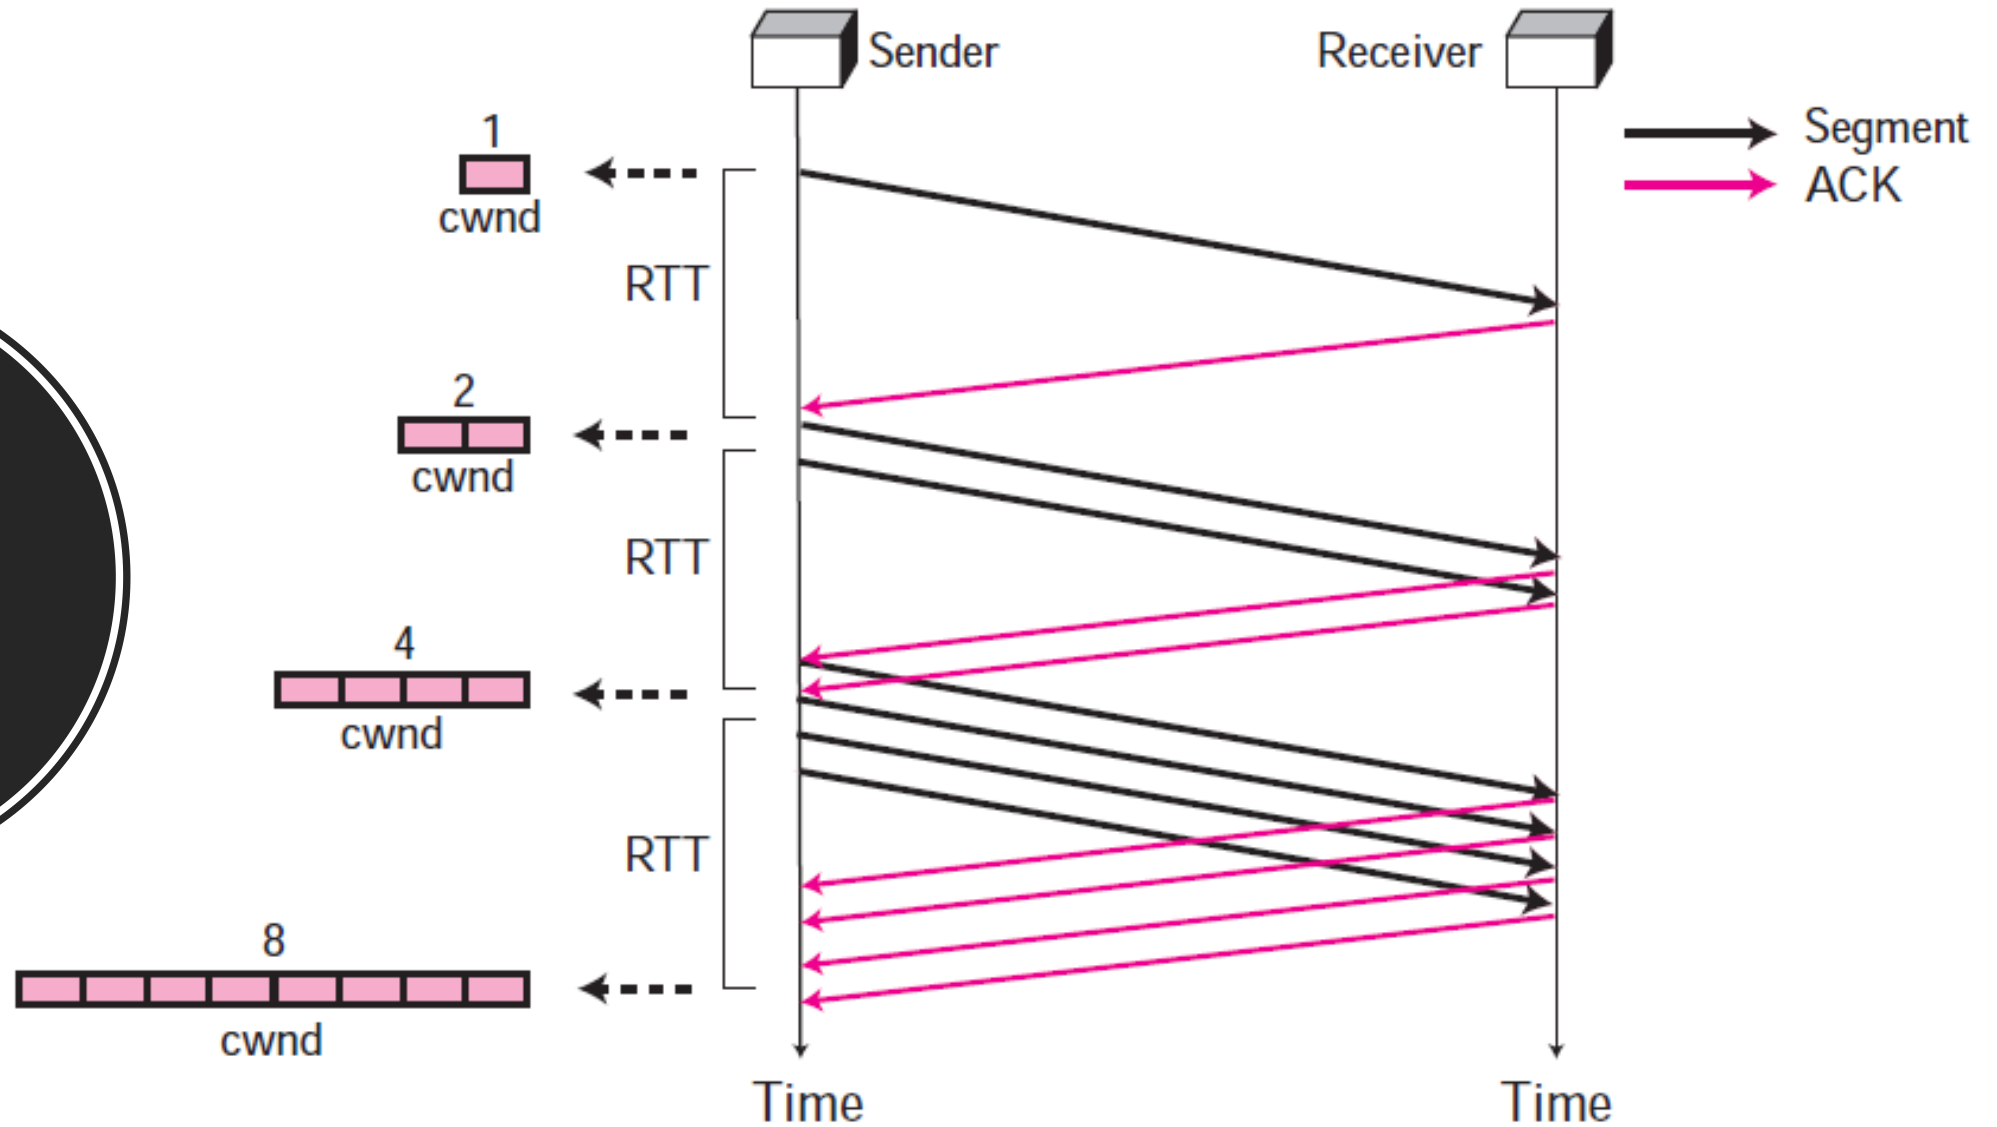 Sender
Receiver
Segment
ACK
1
cwnd
RTT
2
cwnd
RTT
4
cwnd
RTT
8
cwnd
Time
Time